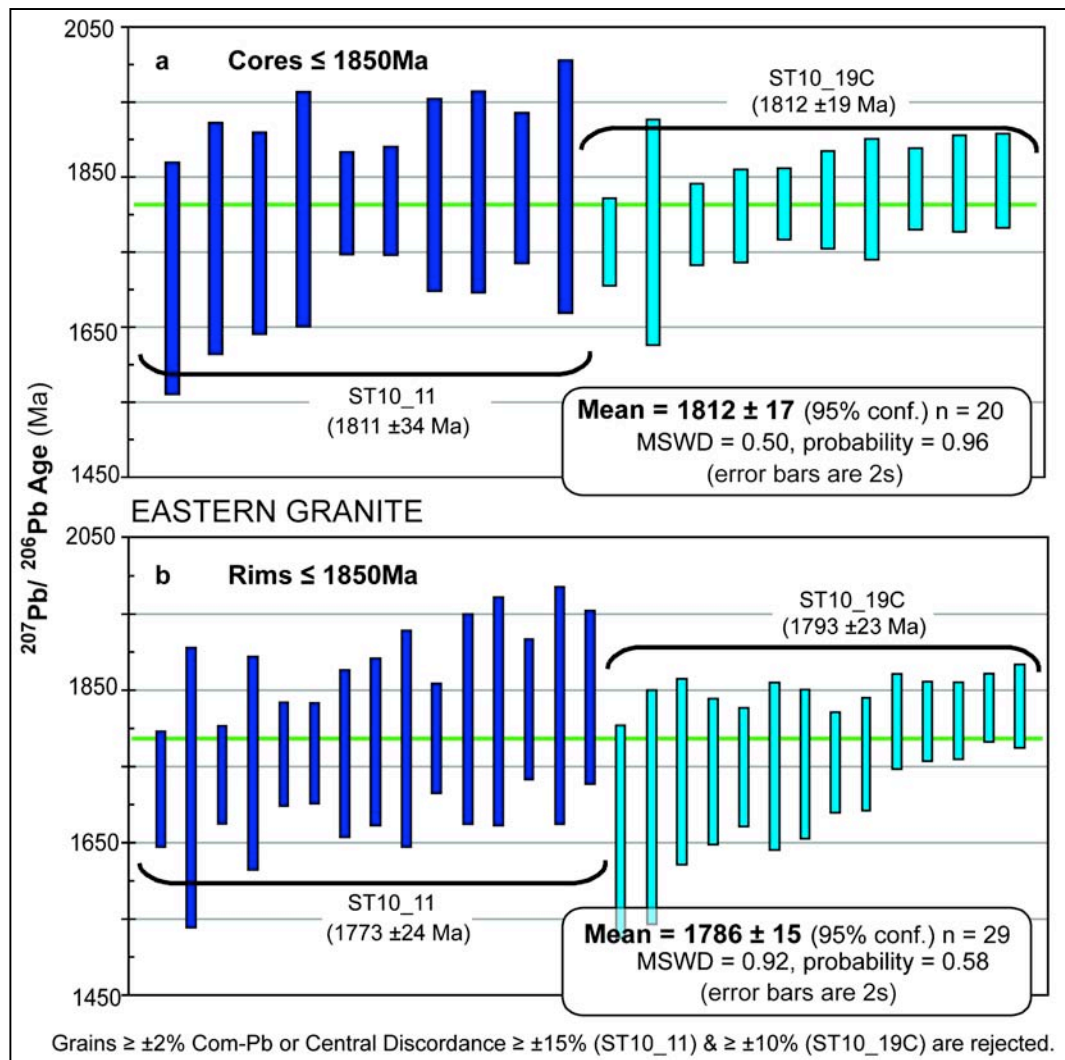 2050
a Cores ≤ 1850Ma
ST10_19C
(1812 ±19 Ma)
1850
1650
ST10_11
(1811 ±34 Ma)
Mean = 1812 ± 17 (95% conf.) n = 20
MSWD = 0.50, probability = 0.96
(error bars are 2s)
1450
EASTERN GRANITE
²⁰⁷Pb/ ²⁰⁶Pb Age (Ma)
2050
b Rims ≤ 1850Ma
ST10_19C
(1793 ±23 Ma)
1850
1650
ST10_11
(1773 ±24 Ma)
Mean = 1786 ± 15 (95% conf.) n = 29
MSWD = 0.92, probability = 0.58
(error bars are 2s)
1450
Grains ≥ ±2% Com-Pb or Central Discordance ≥ ±15% (ST10_11) & ≥ ±10% (ST10_19C) are rejected.